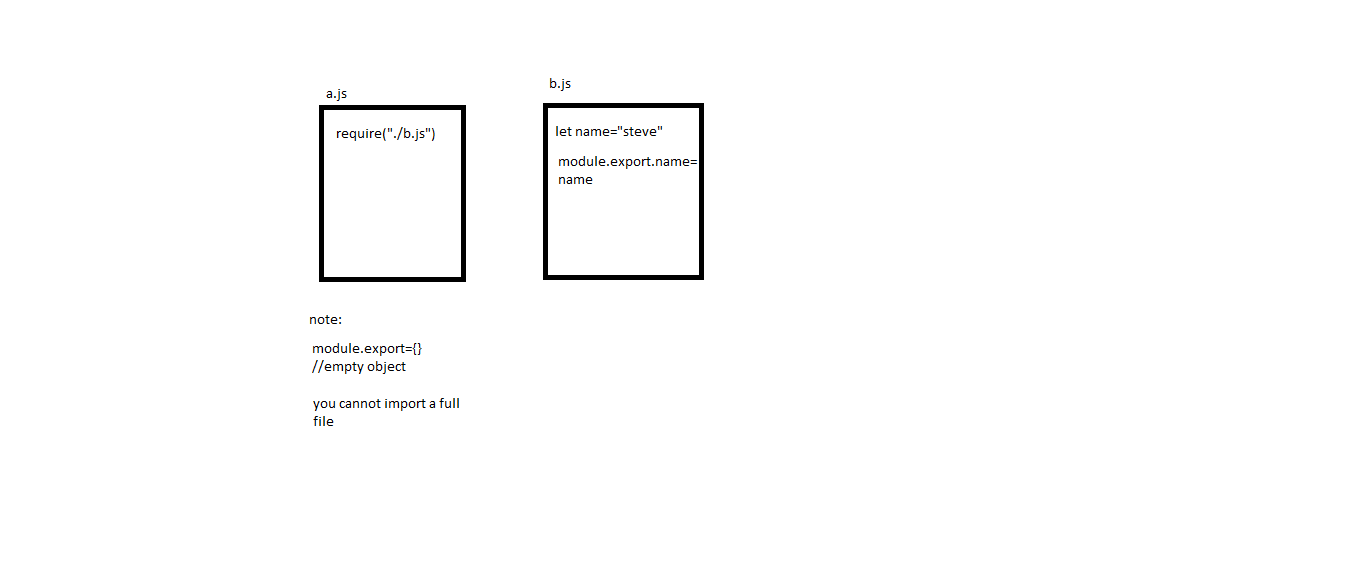 a.js
require("./b.js")
b.js
let name="steve"
module.export.name=
name
note:
module.export={}
//empty object
you cannot import a full
file